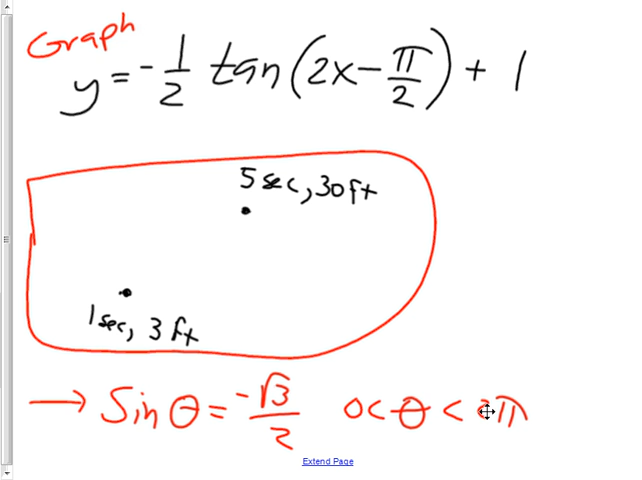 Graph
y = -1/2 tan(2x - π/2) + 1
5 sec, 30 ft
1 sec, 3 ft
→ Sin θ = -√3/2 0 < θ < π
Extend Page